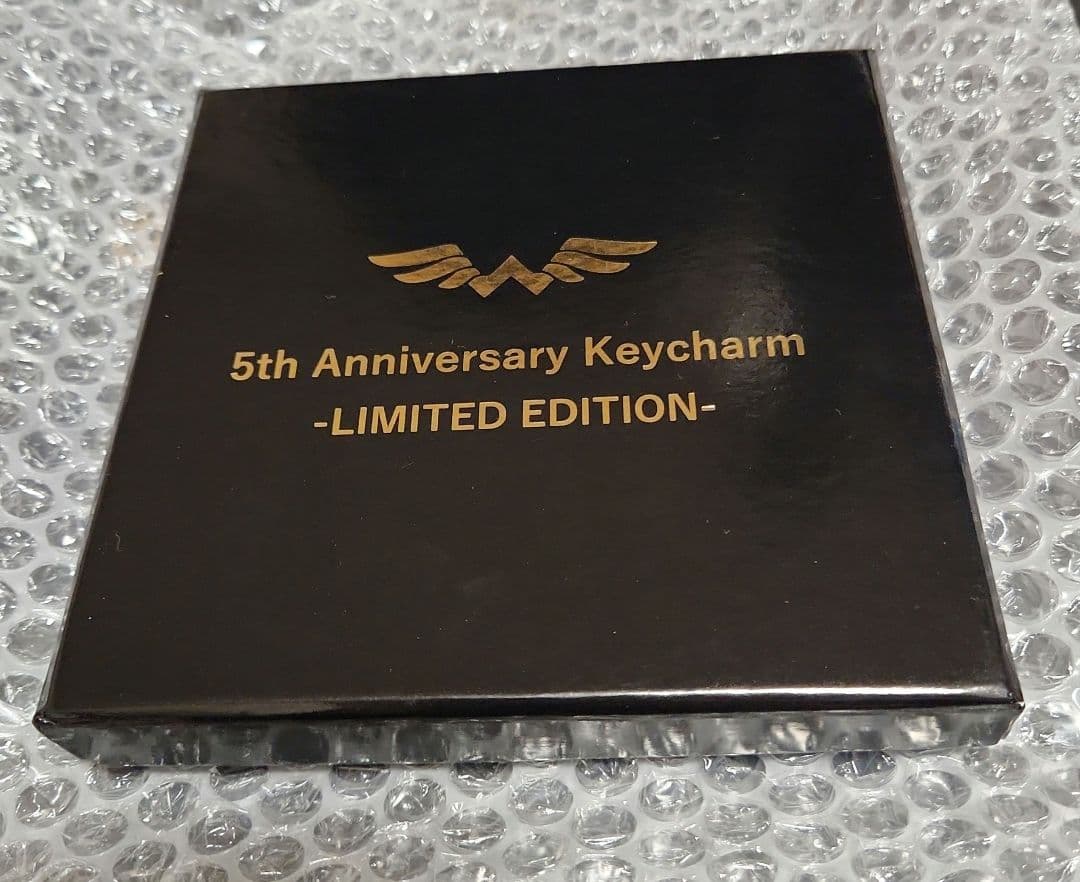 5th Anniversary Keycharm
-LIMITED EDITION-